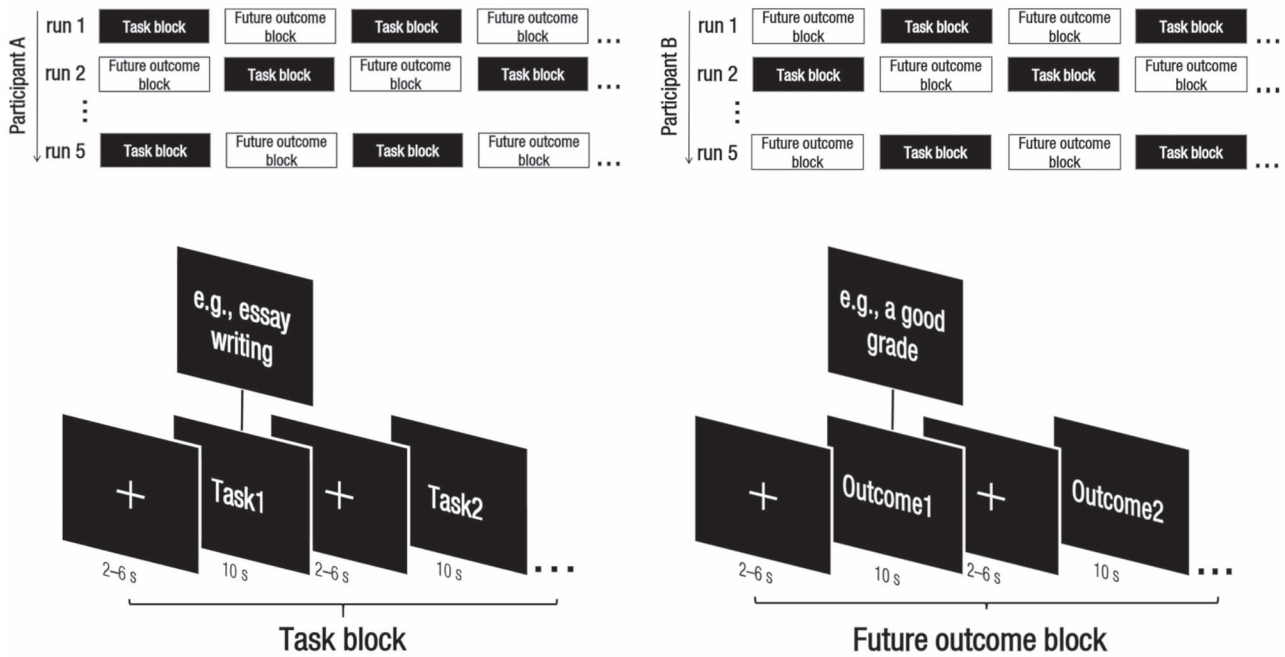 Participant A
run 1
Task block
Future outcome
block
Task block
Future outcome
block
...
run 2
Future outcome
block
Task block
Future outcome
block
Task block
...
...
run 5
Task block
Future outcome
block
Task block
Future outcome
block
...
Participant B
run 1
Future outcome
block
Task block
Future outcome
block
Task block
...
run 2
Task block
Future outcome
block
Task block
Future outcome
block
...
...
run 5
Future outcome
block
Task block
Future outcome
block
Task block
...
e.g., essay
writing
+
Task1
+
Task2
2–6 s
10 s
2–6 s
10 s
...
Task block
e.g., a good
grade
+
Outcome1
+
Outcome2
2–6 s
10 s
2–6 s
10 s
...
Future outcome block